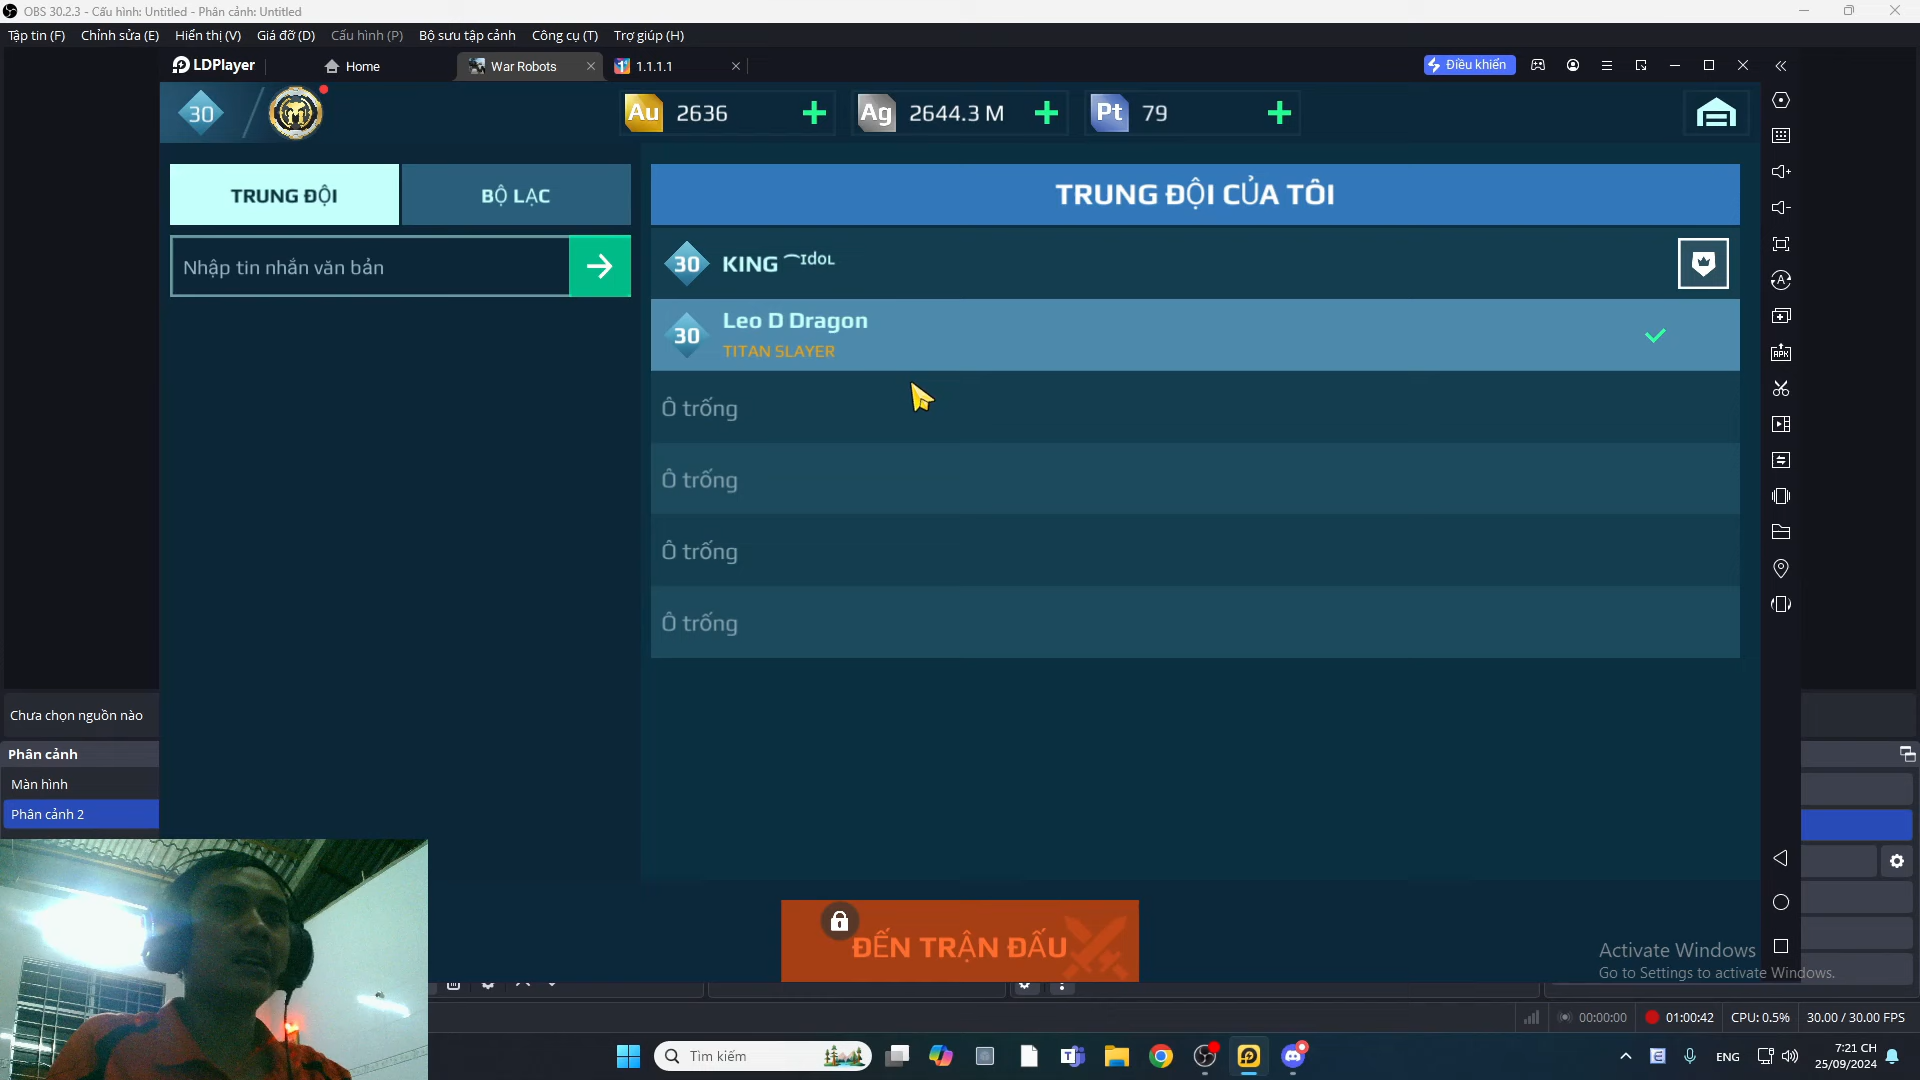 OBS 30.2.3 - Cấu hình: Untitled - Phân cảnh: Untitled
Tập tin (F) Chỉnh sửa (E) Hiển thị (V) Giá đỡ (D) Cấu hình (P) Bộ sưu tập cảnh Công cụ (T) Trợ giúp (H)
LDPlayer Home War Robots 1.1.1.1 Điều khiển
30 Au 2636 Ag 2644.3 M Pt 79
TRUNG ĐỘI BỘ LẠC
Nhập tin nhắn văn bản
TRUNG ĐỘI CỦA TÔI
30 KING ⁀ᴵᵈᵒᴸ
30 Leo D Dragon
TITAN SLAYER
Ô trống
Ô trống
Ô trống
Ô trống
Chưa chọn nguồn nào
Phân cảnh
Màn hình
Phân cảnh 2
ĐẾN TRẬN ĐẤU
Activate Windows
Go to Settings to activate Windows.
00:00:00 01:00:42 CPU: 0.5% 30.00 / 30.00 FPS
Tìm kiếm
ENG
7:21 CH
25/09/2024